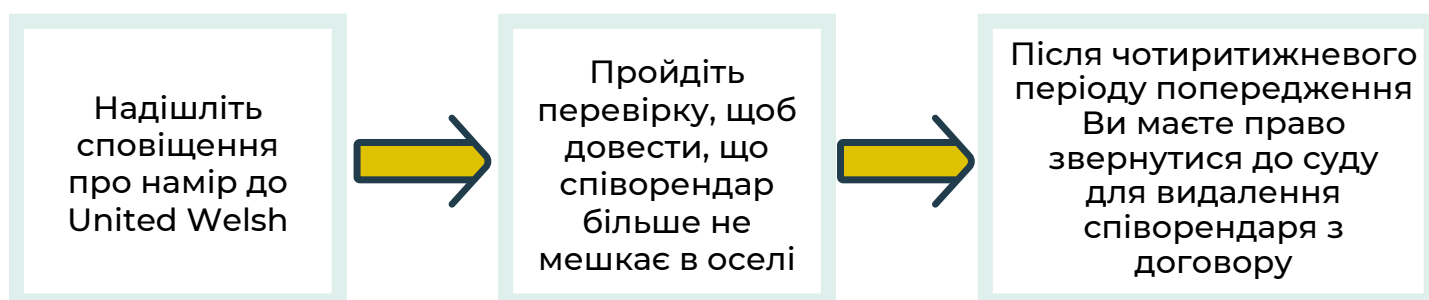 Надішліть
сповіщення
про намір до
United Welsh
Пройдіть
перевірку, щоб
довести, що
співорендар
більше не
мешкає в оселі
Після чотиритижневого
періоду попередження
Ви маєте право
звернутися до суду
для видалення
співорендаря з
договору